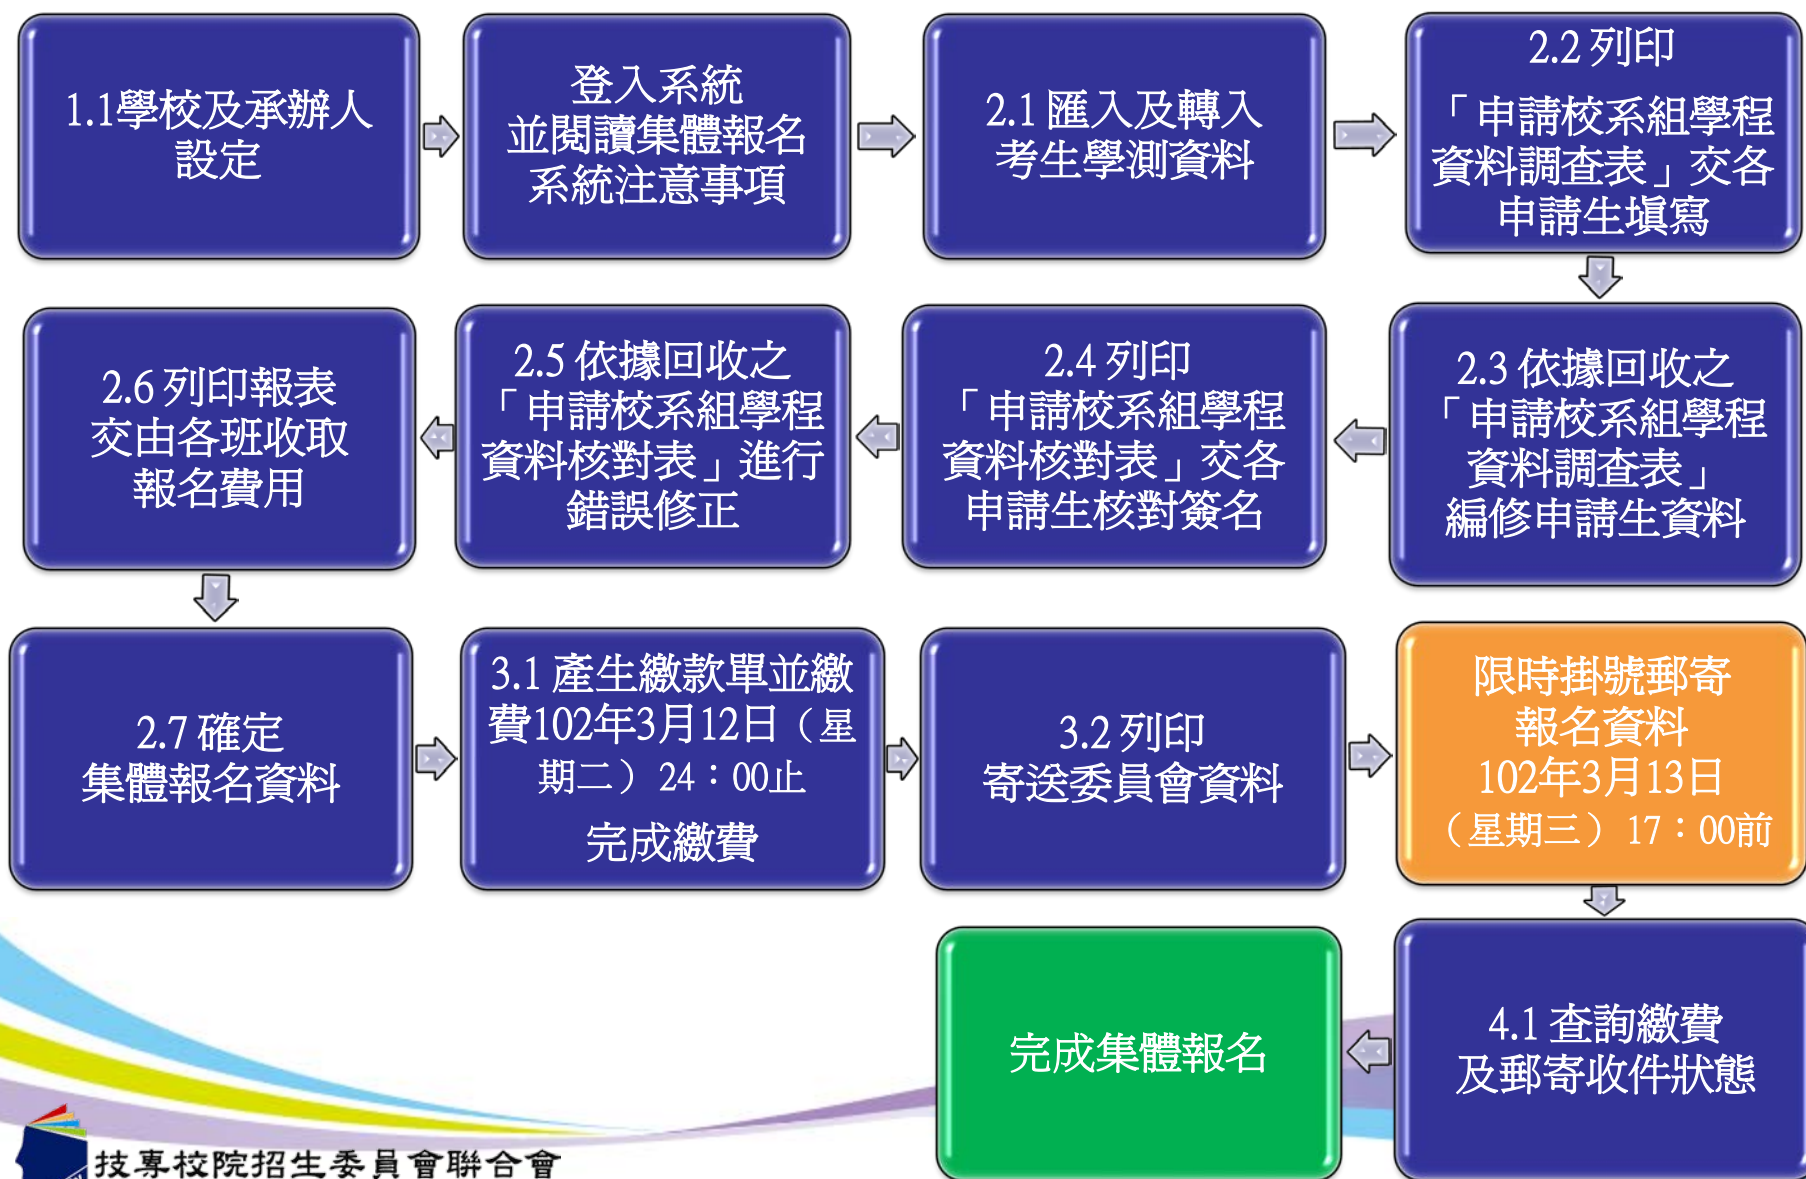 1.1學校及承辦人
設定
登入系統
並閱讀集體報名
系統注意事項
2.1 匯入及轉入
考生學測資料
2.2 列印
「申請校系組學程
資料調查表」交各
申請生填寫
2.3 依據回收之
「申請校系組學程
資料調查表」
編修申請生資料
2.4 列印
「申請校系組學程
資料核對表」交各
申請生核對簽名
2.5 依據回收之
「申請校系組學程
資料核對表」進行
錯誤修正
2.6 列印報表
交由各班收取
報名費用
2.7 確定
集體報名資料
3.1 產生繳款單並繳
費102年3月12日（星
期二）24：00止
完成繳費
3.2 列印
寄送委員會資料
限時掛號郵寄
報名資料
102年3月13日
（星期三）17：00前
4.1 查詢繳費
及郵寄收件狀態
完成集體報名
技專校院招生委員會聯合會